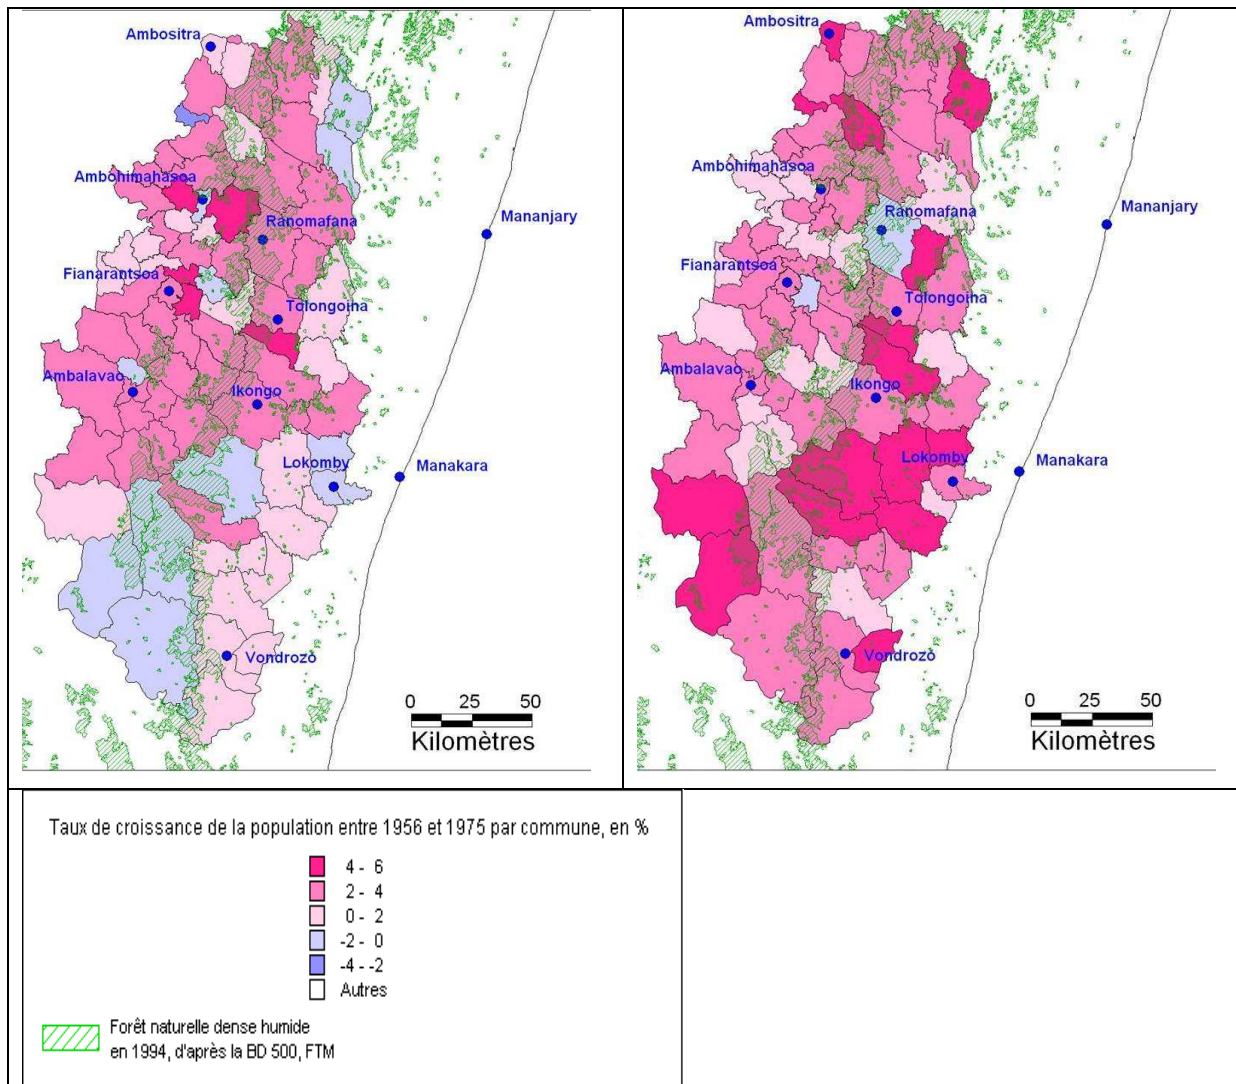 Ambositra
Ambohimahasoa
Ranomafana
Mananjary
Fianarantsoa
Tolongoina
Ambalavao
Ikongo
Lokomby
Manakara
Vondrozo
0 25 50
Kilomètres
Ambositra
Ambohimahasoa
Ranomafana
Mananjary
Fianarantsoa
Tolongoina
Ambalavao
Ikongo
Lokomby
Manakara
Vondrozo
0 25 50
Kilomètres
Taux de croissance de la population entre 1956 et 1975 par commune, en %
4 - 6
2 - 4
0 - 2
-2 - 0
-4 - -2
Autres
Forêt naturelle dense humide
en 1994, d'après la BD 500, FTM